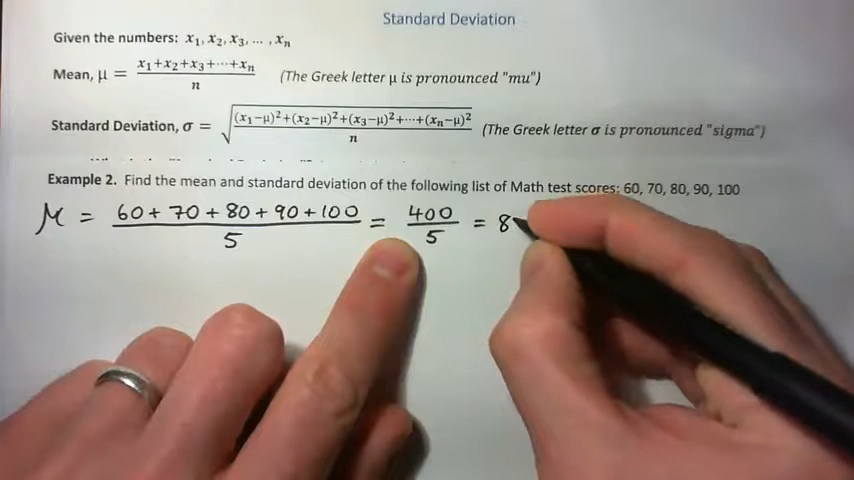 Standard Deviation
Given the numbers: x₁, x₂, x₃, ... , xₙ
Mean, μ = (x₁+x₂+x₃+⋯+xₙ)/n (The Greek letter μ is pronounced "mu")
Standard Deviation, σ = √(((x₁−μ)²+(x₂−μ)²+(x₃−μ)²+⋯+(xₙ−μ)²)/n) (The Greek letter σ is pronounced "sigma")
Example 2. Find the mean and standard deviation of the following list of Math test scores: 60, 70, 80, 90, 100
μ = (60+70+80+90+100)/5 = 400/5 = 8